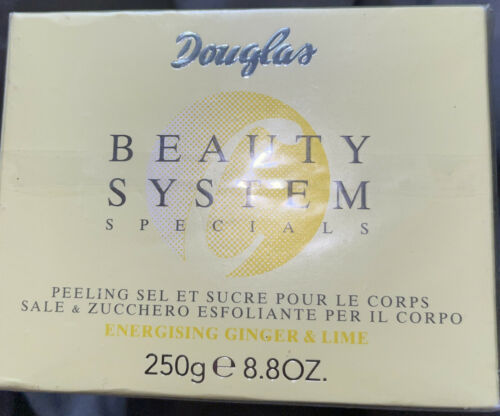 Douglas
BEAUTY
SYSTEM
SPECIALS
PEELING SEL ET SUCRE POUR LE CORPS
SALE & ZUCCHERO ESFOLIANTE PER IL CORPO
ENERGISING GINGER & LIME
250g ℮ 8.8OZ.